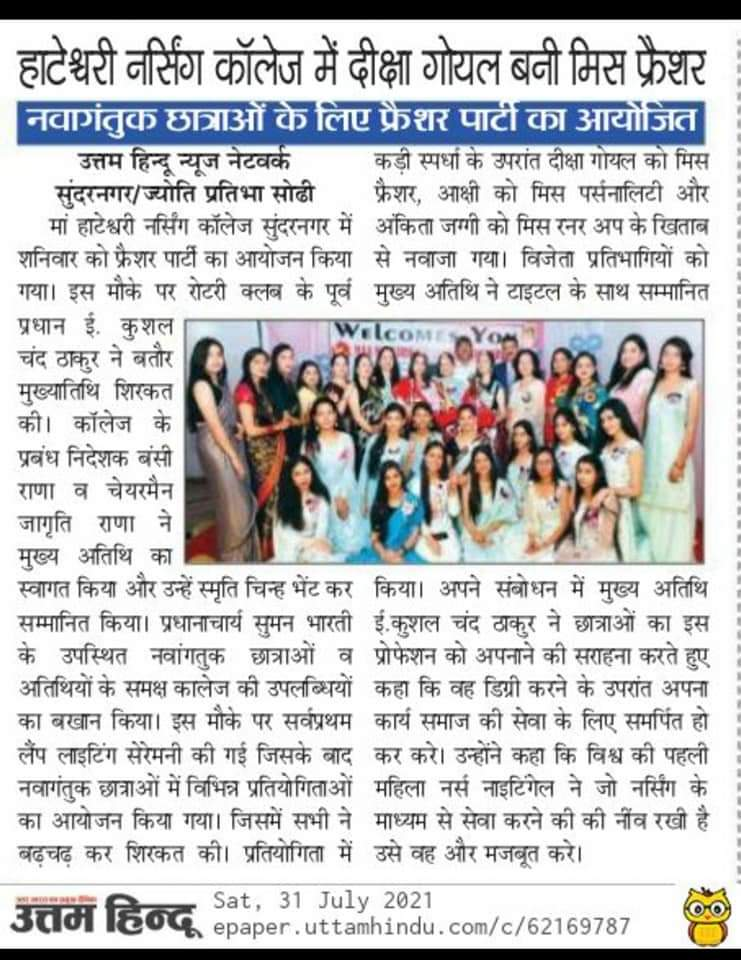 हाटेश्वरी नर्सिंग कॉलेज में दीक्षा गोयल बनी मिस फ्रैशर
नवागंतुक छात्राओं के लिए फ्रैशर पार्टी का आयोजित
उत्तम हिन्दू न्यूज नेटवर्क
सुंदरनगर/ज्योति प्रतिभा सोढी
मां हाटेश्वरी नर्सिंग कॉलेज सुंदरनगर में
शनिवार को फ्रैशर पार्टी का आयोजन किया
गया। इस मौके पर रोटरी क्लब के पूर्व
प्रधान ई. कुशल
चंद ठाकुर ने बतौर
मुख्यातिथि शिरकत
की। कॉलेज के
प्रबंध निदेशक बंसी
राणा व चेयरमैन
जागृति राणा ने
मुख्य अतिथि का
स्वागत किया और उन्हें स्मृति चिन्ह भेंट कर
सम्मानित किया। प्रधानाचार्य सुमन भारती
के उपस्थित नवांगतुक छात्राओं व
अतिथियों के समक्ष कालेज की उपलब्धियों
का बखान किया। इस मौके पर सर्वप्रथम
लैंप लाइटिंग सेरेमनी की गई जिसके बाद
नवागंतुक छात्राओं में विभिन्न प्रतियोगिताओं
का आयोजन किया गया। जिसमें सभी ने
बढ़चढ़ कर शिरकत की। प्रतियोगिता में
कड़ी स्पर्धा के उपरांत दीक्षा गोयल को मिस
फ्रैशर, आक्षी को मिस पर्सनालिटी और
अंकिता जग्गी को मिस रनर अप के खिताब
से नवाजा गया। विजेता प्रतिभागियों को
मुख्य अतिथि ने टाइटल के साथ सम्मानित
Welcomes You
किया। अपने संबोधन में मुख्य अतिथि
ई.कुशल चंद ठाकुर ने छात्राओं का इस
प्रोफेशन को अपनाने की सराहना करते हुए
कहा कि वह डिग्री करने के उपरांत अपना
कार्य समाज की सेवा के लिए समर्पित हो
कर करे। उन्होंने कहा कि विश्व की पहली
महिला नर्स नाइटिंगेल ने जो नर्सिंग के
माध्यम से सेवा करने की की नींव रखी है
उसे वह और मजबूत करे।
उत्तम हिन्दू
Sat, 31 July 2021
epaper.uttamhindu.com/c/62169787